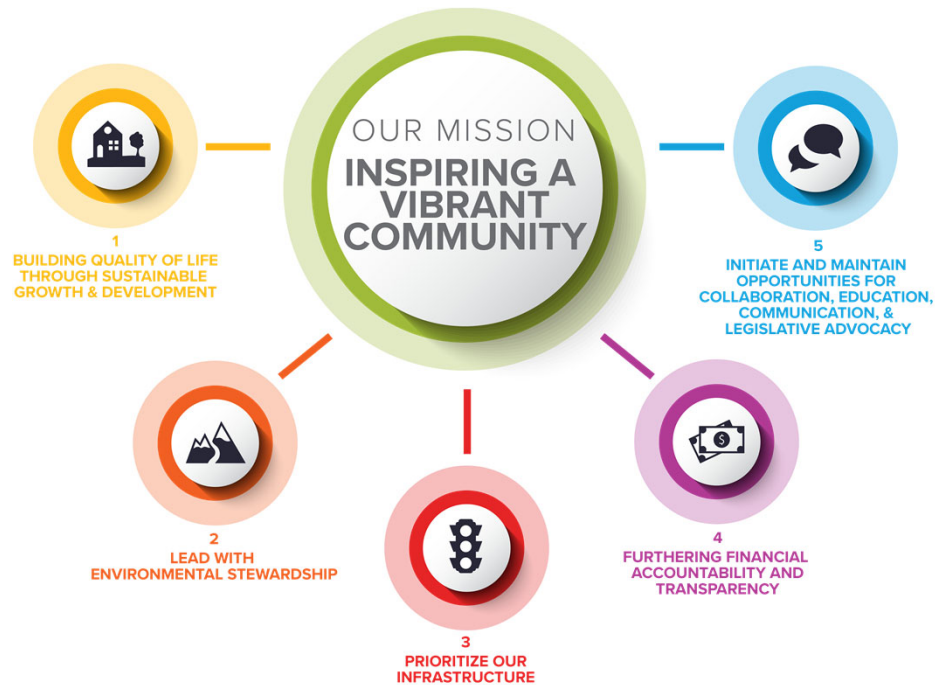 OUR MISSION
INSPIRING A
VIBRANT
COMMUNITY
1
BUILDING QUALITY OF LIFE
THROUGH SUSTAINABLE
GROWTH & DEVELOPMENT
2
LEAD WITH
ENVIRONMENTAL STEWARDSHIP
3
PRIORITIZE OUR
INFRASTRUCTURE
4
FURTHERING FINANCIAL
ACCOUNTABILITY AND
TRANSPARENCY
5
INITIATE AND MAINTAIN
OPPORTUNITIES FOR
COLLABORATION, EDUCATION,
COMMUNICATION, &
LEGISLATIVE ADVOCACY
$